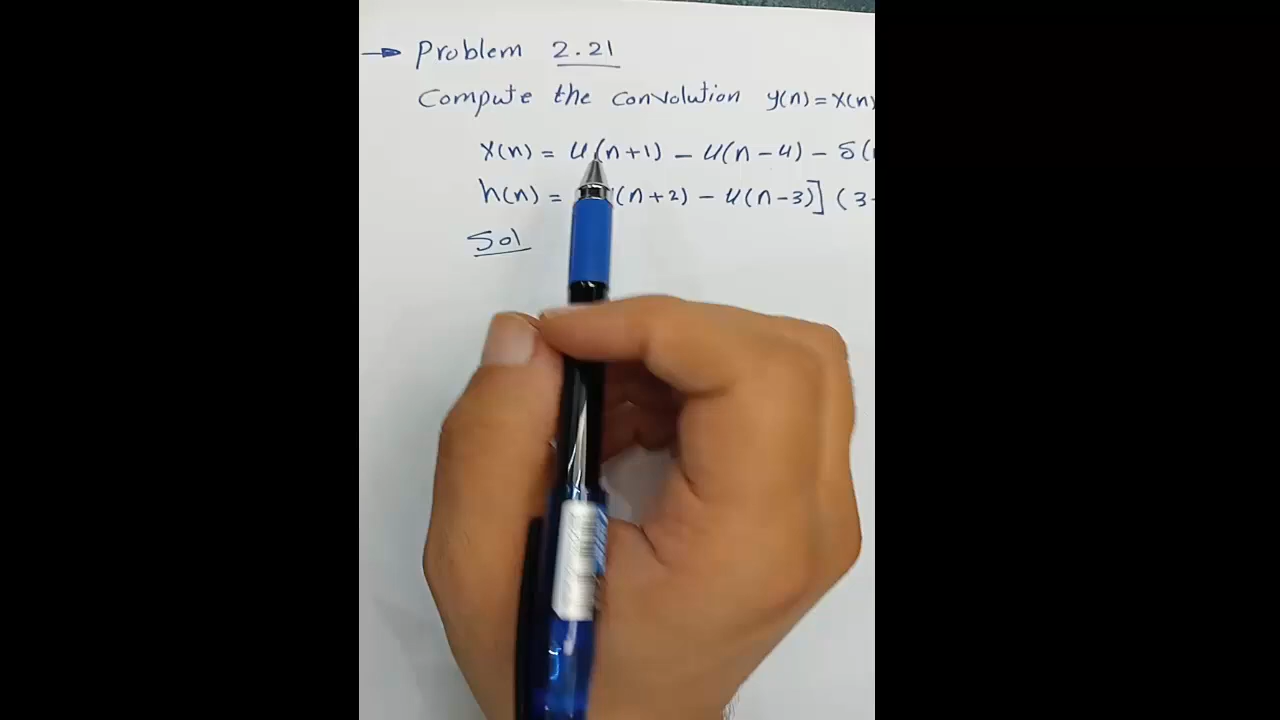 → Problem 2.21
Compute the convolution y(n) = x(n)
x(n) = u(n+1) - u(n-4) - δ(
h(n) = (n+2) - u(n-3)] (3-
Sol